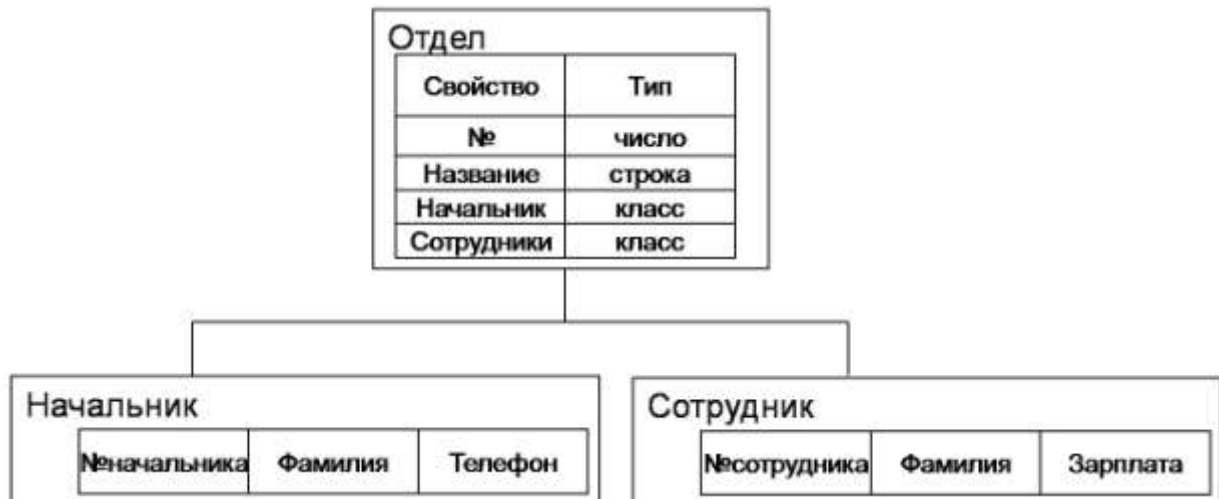 Отдел
Свойство Тип
№ число
Название строка
Начальник класс
Сотрудники класс
Начальник
№начальника Фамилия Телефон
Сотрудник
№сотрудника Фамилия Зарплата